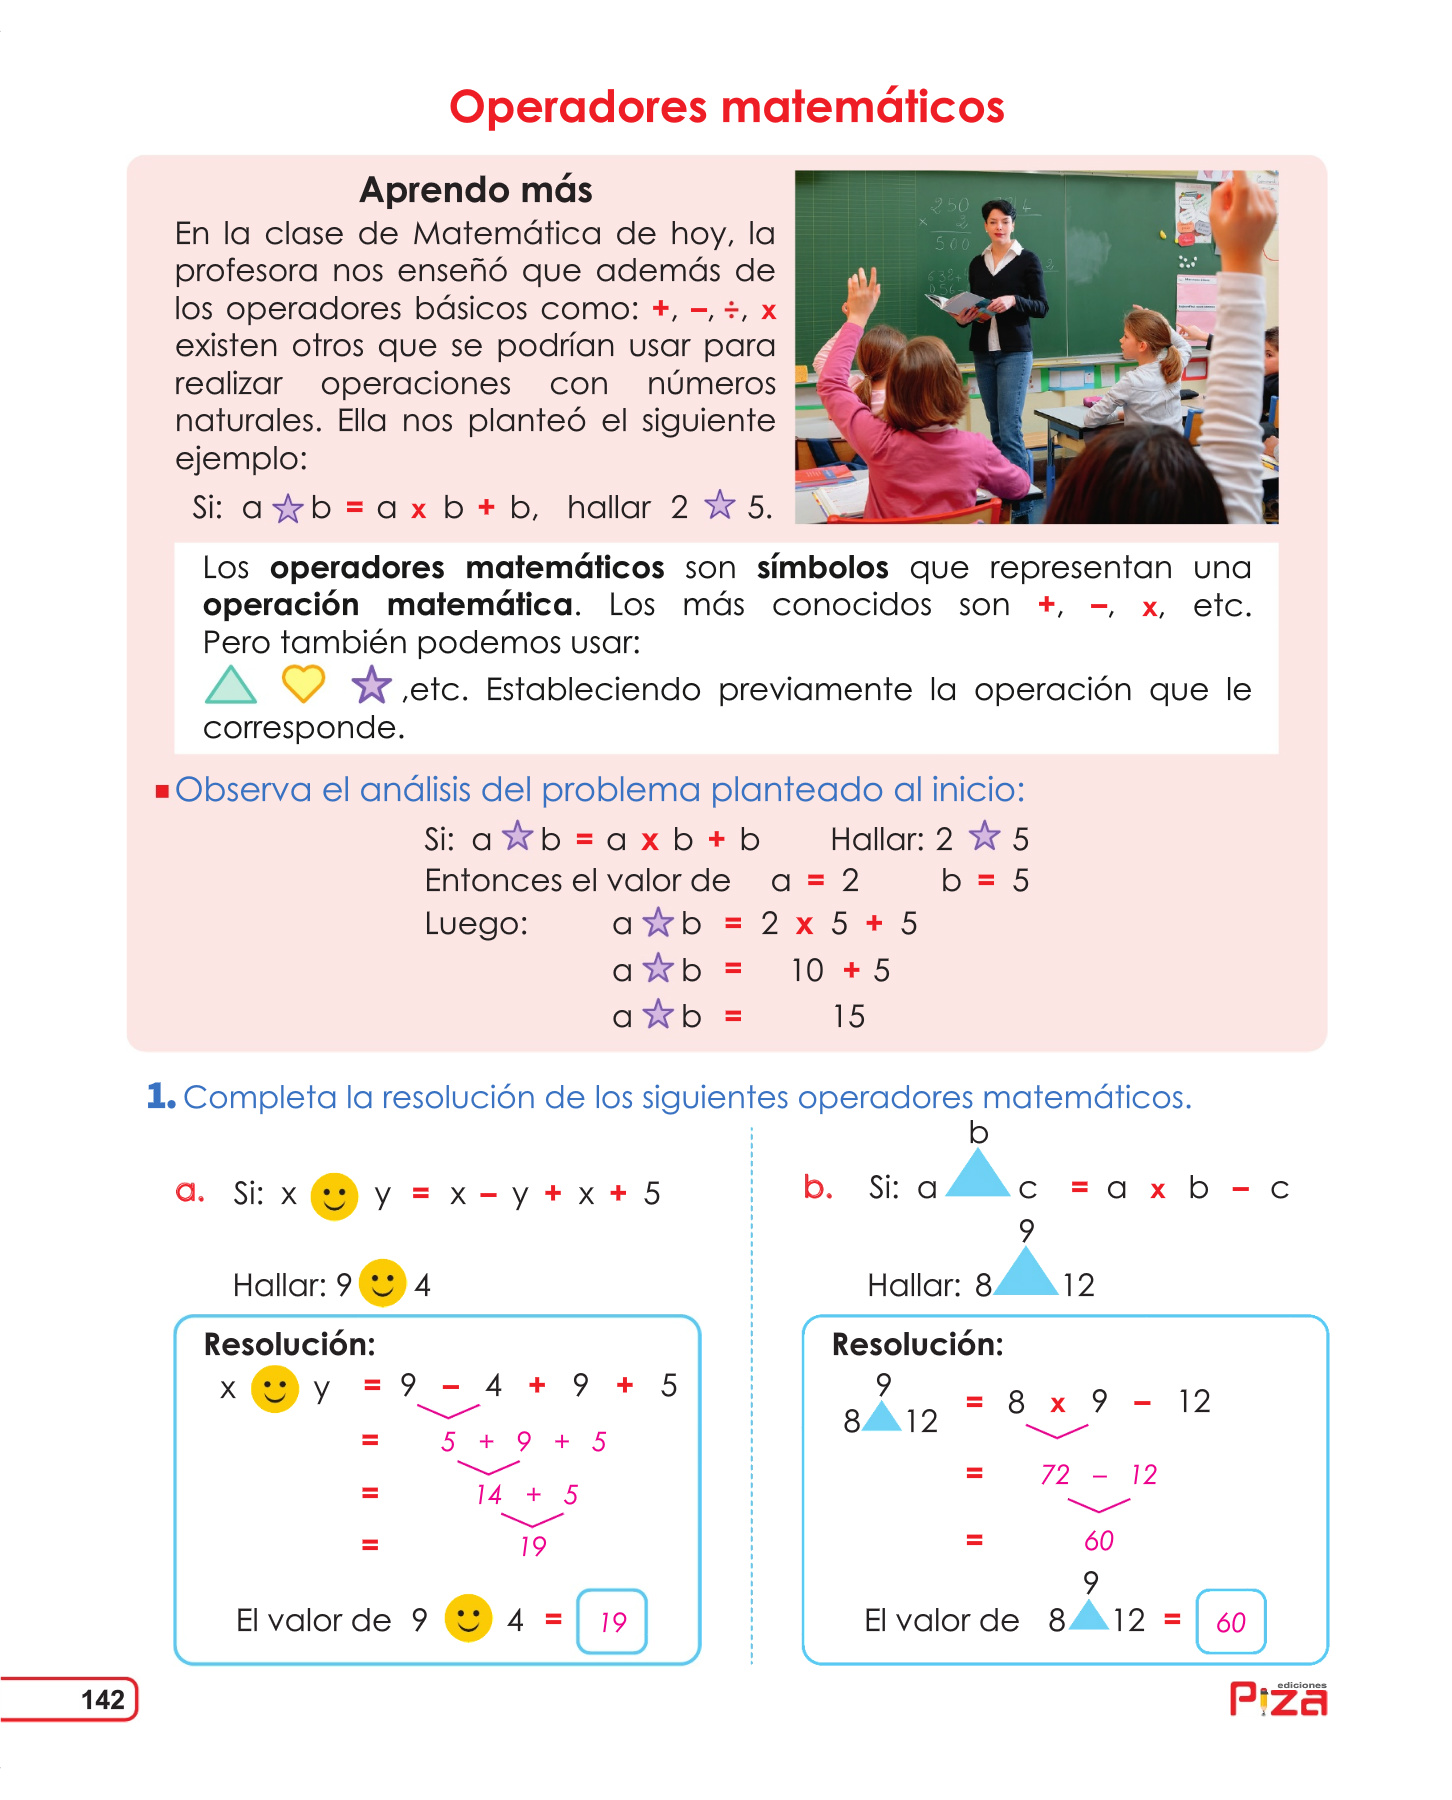 Operadores matemáticos
Aprendo más
En la clase de Matemática de hoy, la
profesora nos enseñó que además de
los operadores básicos como: +, −, ÷, x
existen otros que se podrían usar para
realizar operaciones con números
naturales. Ella nos planteó el siguiente
ejemplo:
Si: a ☆ b = a x b + b, hallar 2 ☆ 5.
250 
x 2
500
Los operadores matemáticos son símbolos que representan una
operación matemática. Los más conocidos son +, −, x, etc.
Pero también podemos usar:
,etc. Estableciendo previamente la operación que le
corresponde.
Observa el análisis del problema planteado al inicio:
Si: a ☆ b = a x b + b Hallar: 2 ☆ 5
Entonces el valor de a = 2 b = 5
Luego: a ☆ b = 2 x 5 + 5
a ☆ b = 10 + 5
a ☆ b = 15
1. Completa la resolución de los siguientes operadores matemáticos.
a. Si: x 🙂 y = x − y + x + 5
Hallar: 9 🙂 4
Resolución:
x 🙂 y = 9 − 4 + 9 + 5
= 5 + 9 + 5
= 14 + 5
= 19
El valor de 9 🙂 4 = 19
b
b. Si: a ▲ c = a x b − c
9
Hallar: 8 ▲ 12
Resolución:
9
8 ▲ 12 = 8 x 9 − 12
= 72 − 12
= 60
9
El valor de 8 ▲ 12 = 60
142
ediciones
Piza